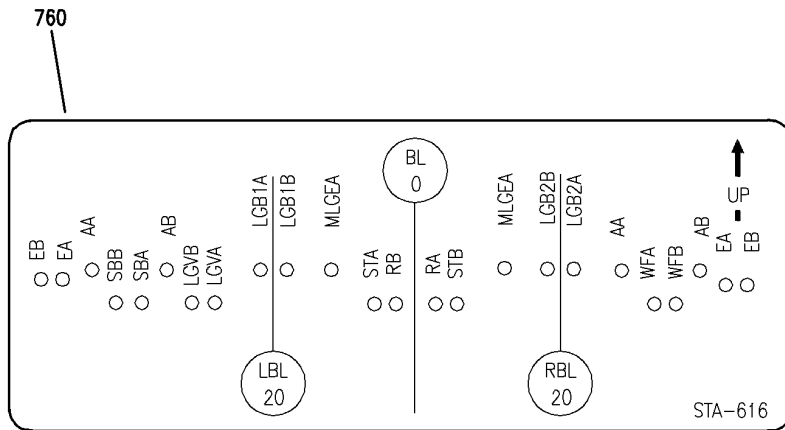 760
BL
0
UP
EB
EA
AA
SBB
SBA
AB
LGVB
LGVA
LGB1A
LGB1B
MLGEA
STA
RB
RA
STB
MLGEA
LGB2B
LGB2A
AA
WFA
WFB
AB
EA
EB
LBL
20
RBL
20
STA-616